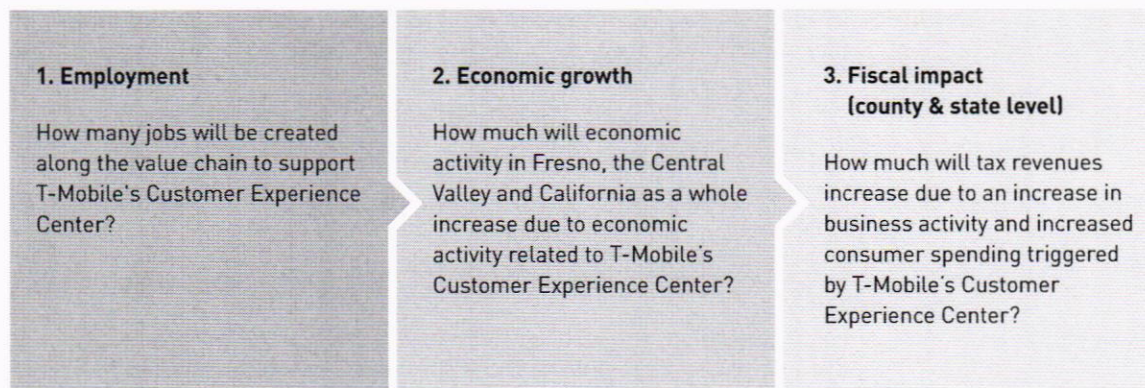 1. Employment
How many jobs will be created
along the value chain to support
T-Mobile's Customer Experience
Center?
2. Economic growth
How much will economic
activity in Fresno, the Central
Valley and California as a whole
increase due to economic
activity related to T-Mobile's
Customer Experience Center?
3. Fiscal impact
(county & state level)
How much will tax revenues
increase due to an increase in
business activity and increased
consumer spending triggered
by T-Mobile's Customer
Experience Center?